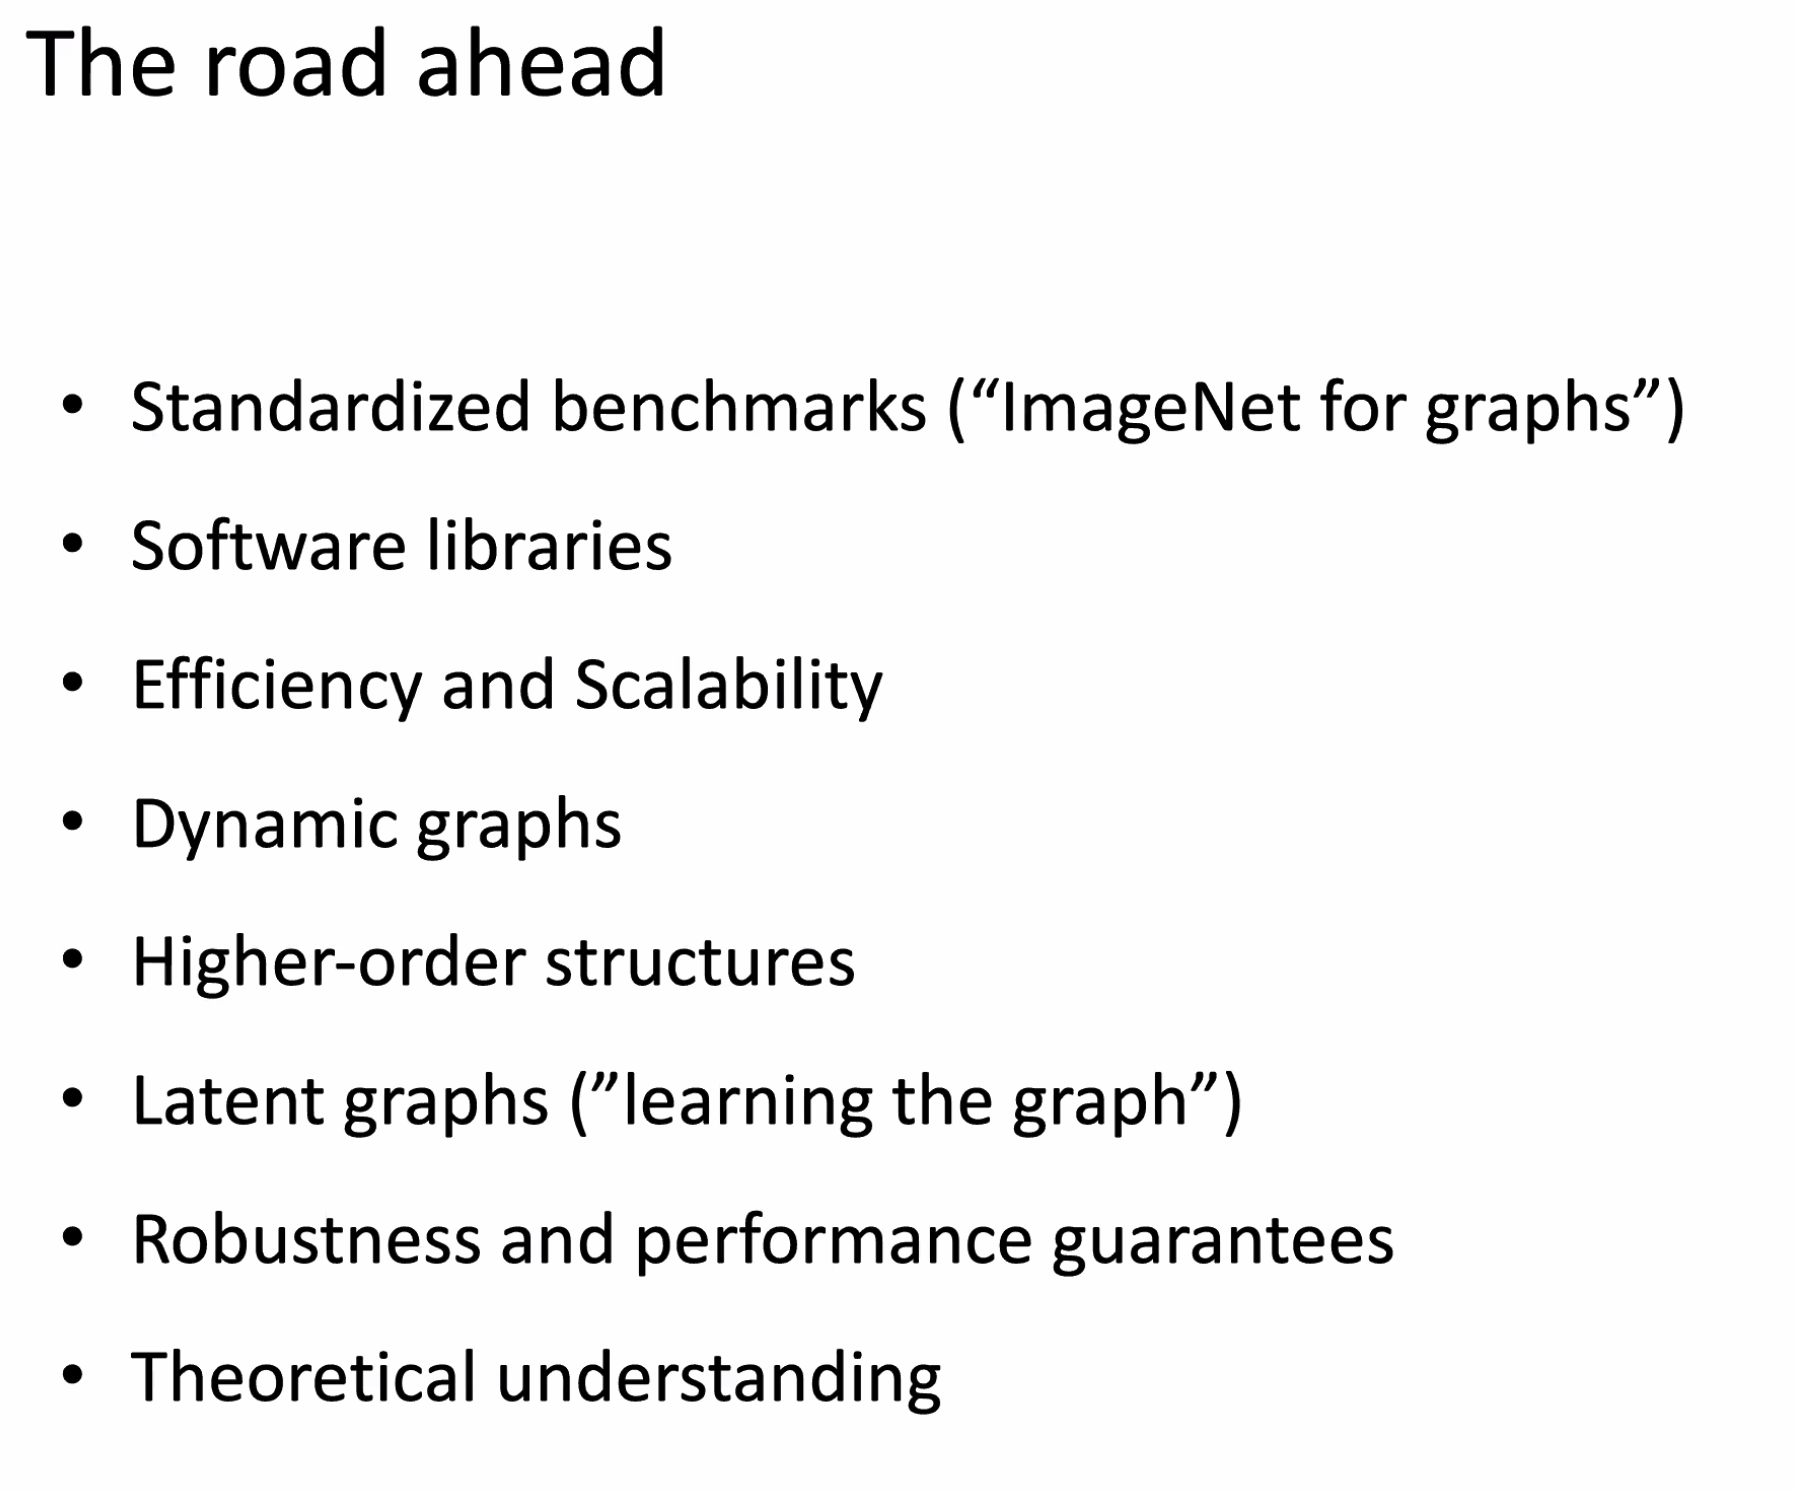 The road ahead
• Standardized benchmarks (“ImageNet for graphs”)
• Software libraries
• Efficiency and Scalability
• Dynamic graphs
• Higher-order structures
• Latent graphs (”learning the graph”)
• Robustness and performance guarantees
• Theoretical understanding